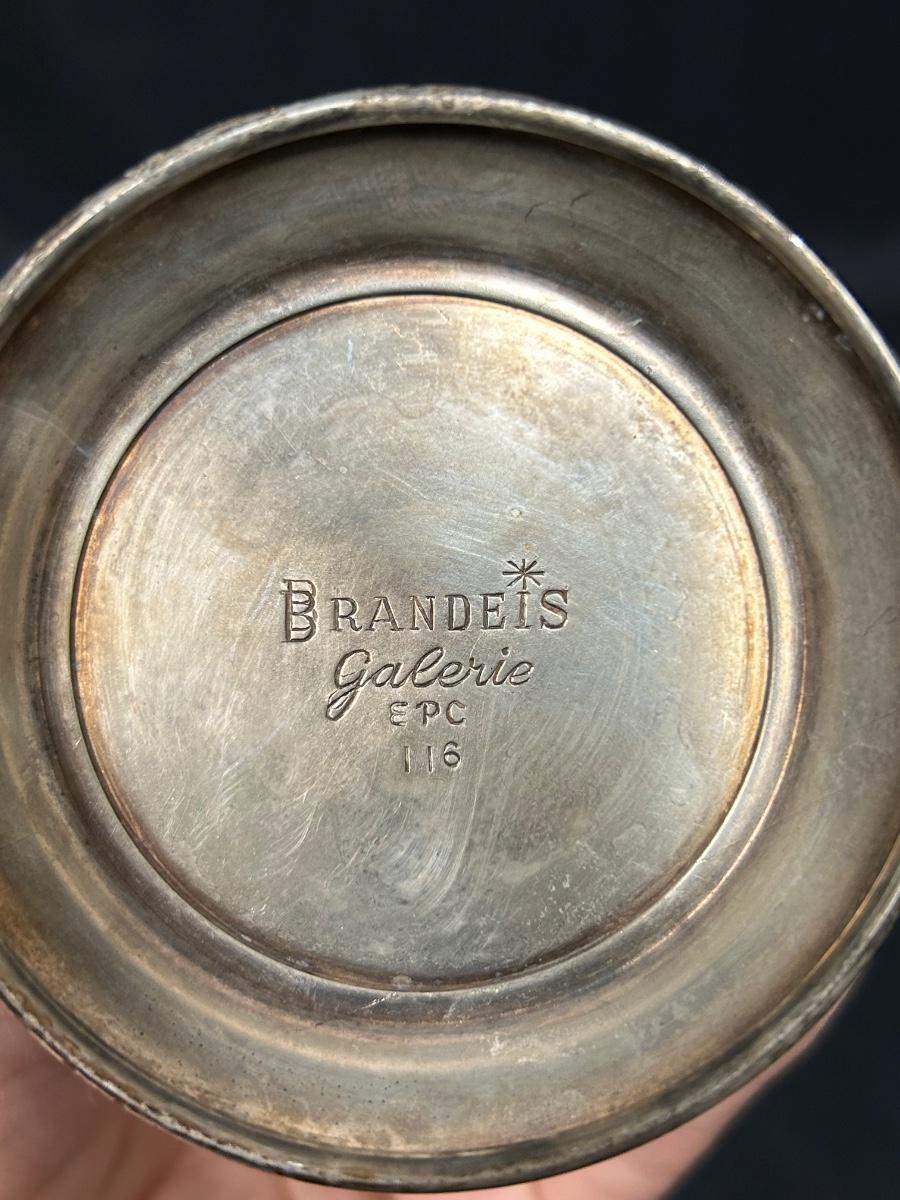 BRANDEIS
Galerie
EPC
116